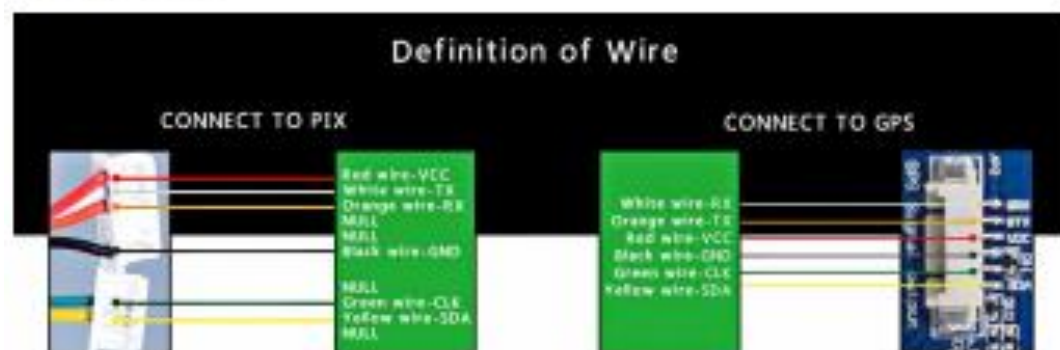 Definition of Wire
CONNECT TO PIX
CONNECT TO GPS
Red wire-VCC
White wire-TX
Orange wire-RX
NULL
NULL
Black wire-GND
NULL
Green wire-CLK
Yellow wire-SDA
NULL
White wire-RX
Orange wire-TX
Red wire-VCC
Black wire-GND
Green wire-CLK
Yellow wire-SDA
VCC
SDA